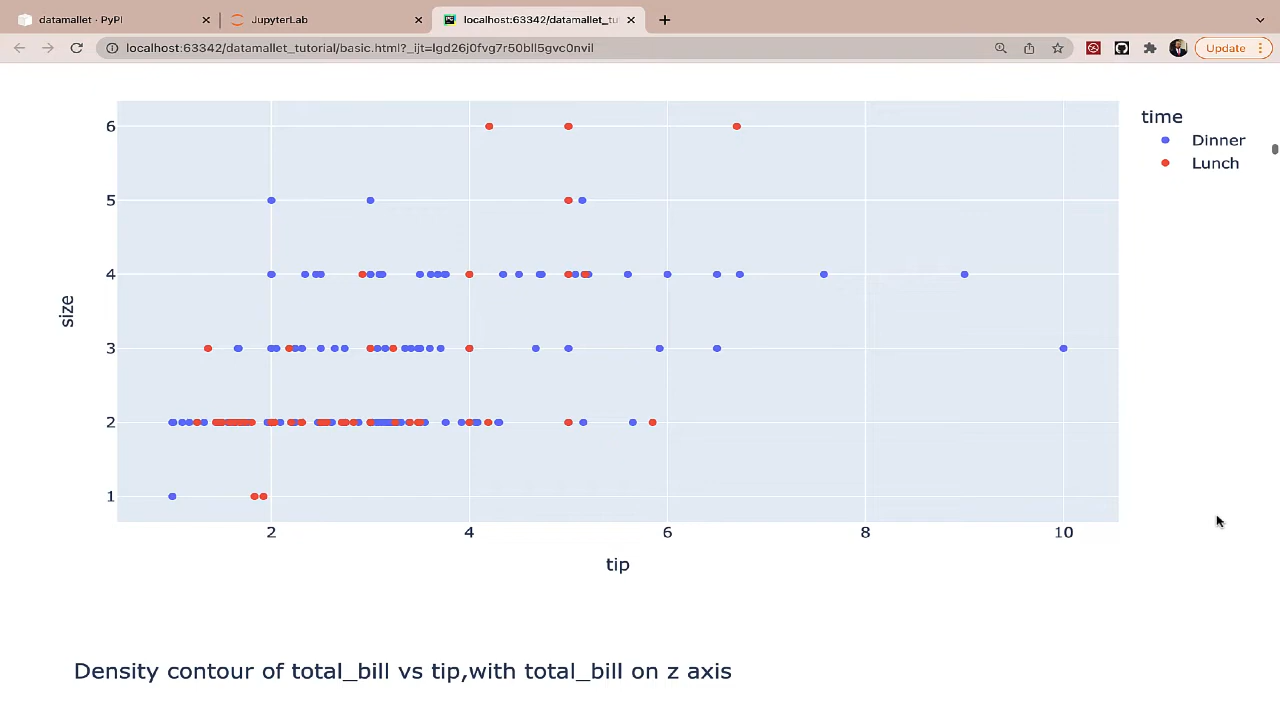 datamallet · PyPI
JupyterLab
localhost:63342/datamallet_tu
localhost:63342/datamallet_tutorial/basic.html?_ijt=lgd26j0fvg7r50bll5gvc0nvil
Update
time
Dinner
Lunch
6
5
4
3
2
1
size
2
4
6
8
10
tip
Density contour of total_bill vs tip,with total_bill on z axis